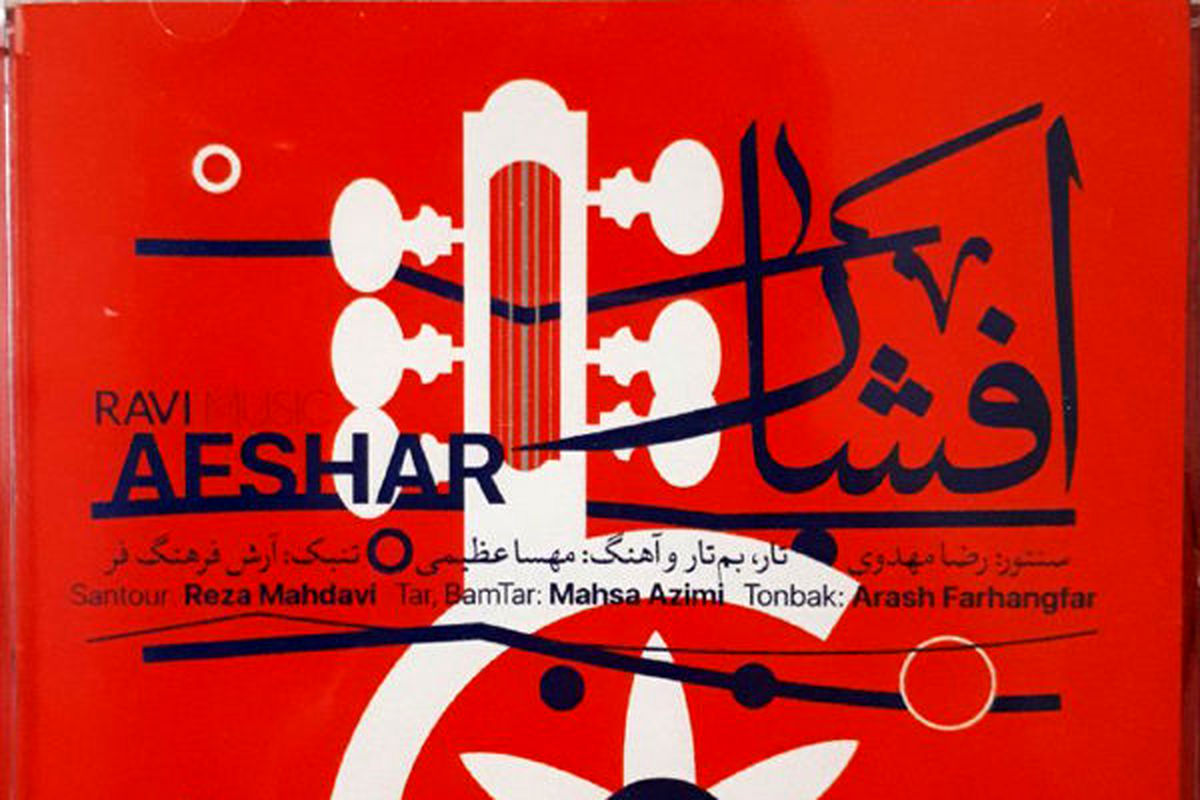 افشار
RAVI MUSIC
AFSHAR
سنتور: رضا مهدوی تار، بم‌تار و آهنگ: مهسا عظیمی تنبک: آرش فرهنگ فر
Santour: Reza Mahdavi Tar, BamTar: Mahsa Azimi Tonbak: Arash Farhangfar